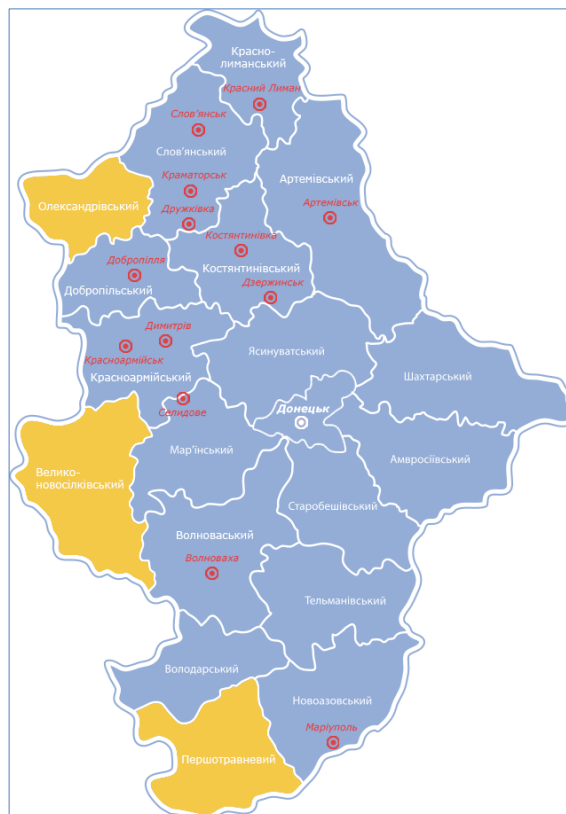 Красно-
лиманський
Красний Лиман
Слов'янськ
Слов'янський
Артемівський
Краматорськ
Олександрівський
Артемівськ
Дружківка
Костянтинівка
Добропілля
Костянтинівський
Дзержинськ
Добропільський
Димитрів
Ясинуватський
Красноармійськ
Красноармійський
Шахтарський
Селидове
Донецьк
Мар'їнський
Амвросіївський
Велико-
новосілківський
Старобешівський
Волноваський
Волноваха
Тельманівський
Володарський
Новоазовський
Маріуполь
Першотравневий